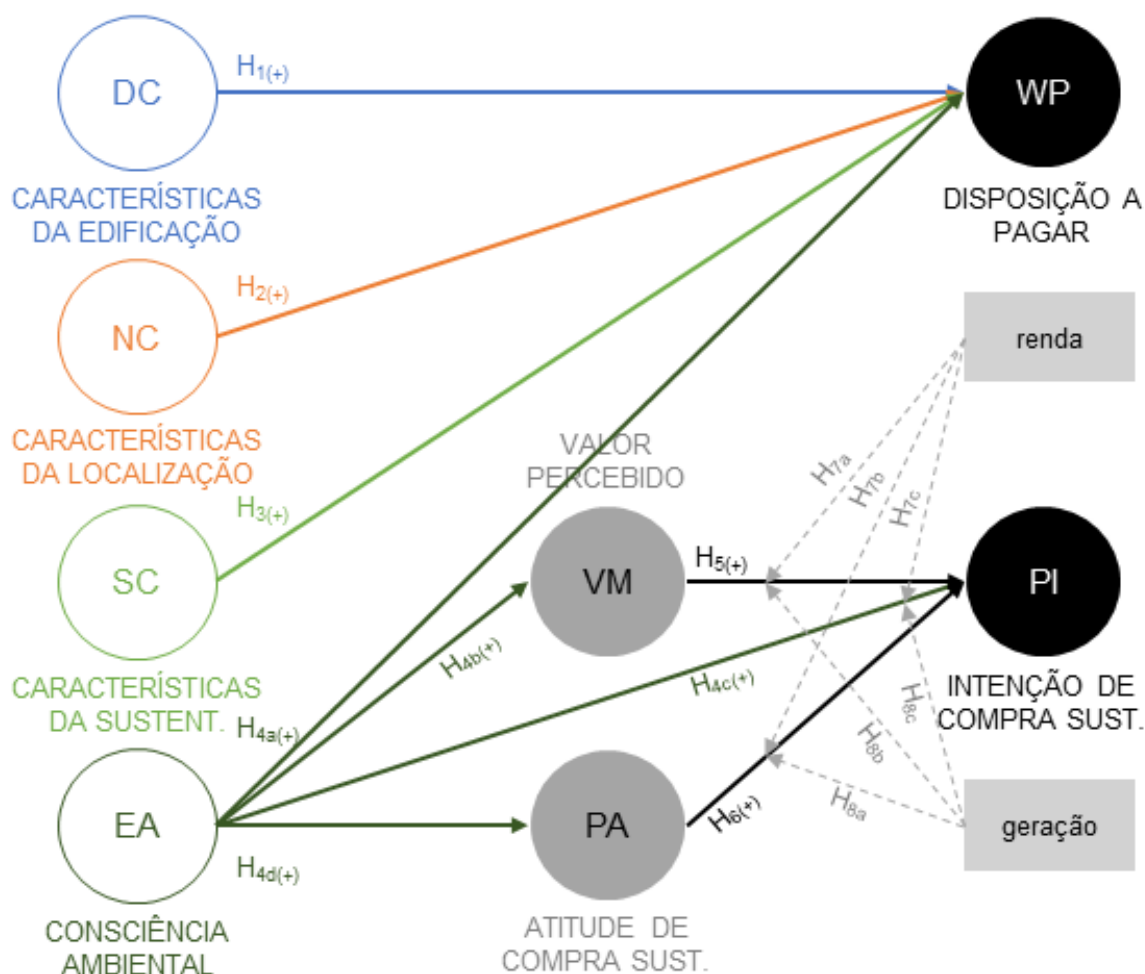 H1(+)
DC
WP
CARACTERÍSTICAS
DA EDIFICAÇÃO
DISPOSIÇÃO A
PAGAR
H2(+)
NC
renda
CARACTERÍSTICAS
DA LOCALIZAÇÃO
VALOR
PERCEBIDO
H7a
H7b
H7c
H3(+)
SC
VM
H5(+)
PI
CARACTERÍSTICAS
DA SUSTENT.
H4b(+)
H4c(+)
INTENÇÃO DE
COMPRA SUST.
H4a(+)
H8c
H8b
H8a
EA
PA
H6(+)
geração
H4d(+)
CONSCIÊNCIA
AMBIENTAL
ATITUDE DE
COMPRA SUST.